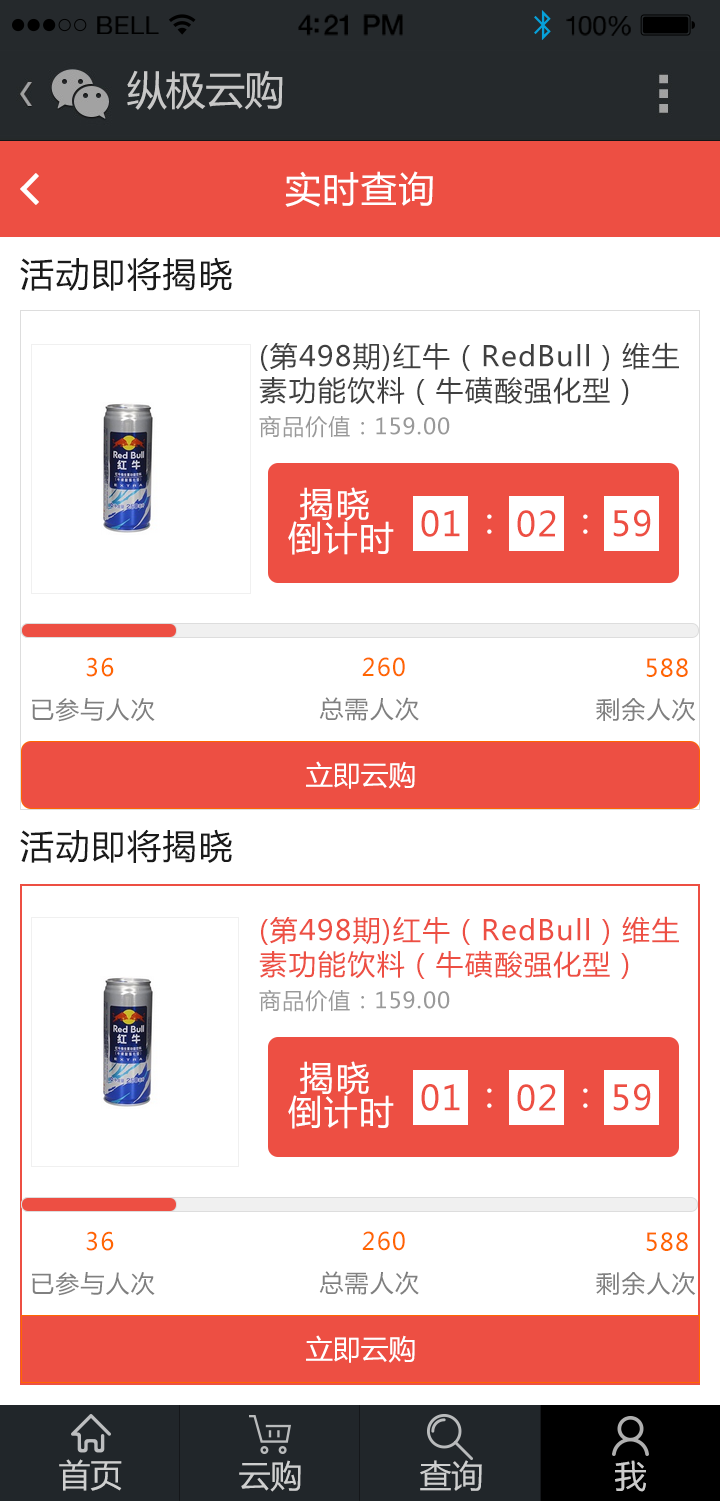 BELL 4:21 PM 100%
纵极云购
实时查询
活动即将揭晓
(第498期)红牛（RedBull）维生
素功能饮料（牛磺酸强化型）
商品价值：159.00
Red Bull
红牛
EXTRA
揭晓
倒计时 01 : 02 : 59
36 260 588
已参与人次 总需人次 剩余人次
立即云购
活动即将揭晓
(第498期)红牛（RedBull）维生
素功能饮料（牛磺酸强化型）
商品价值：159.00
Red Bull
红牛
EXTRA
揭晓
倒计时 01 : 02 : 59
36 260 588
已参与人次 总需人次 剩余人次
立即云购
首页 云购 查询 我